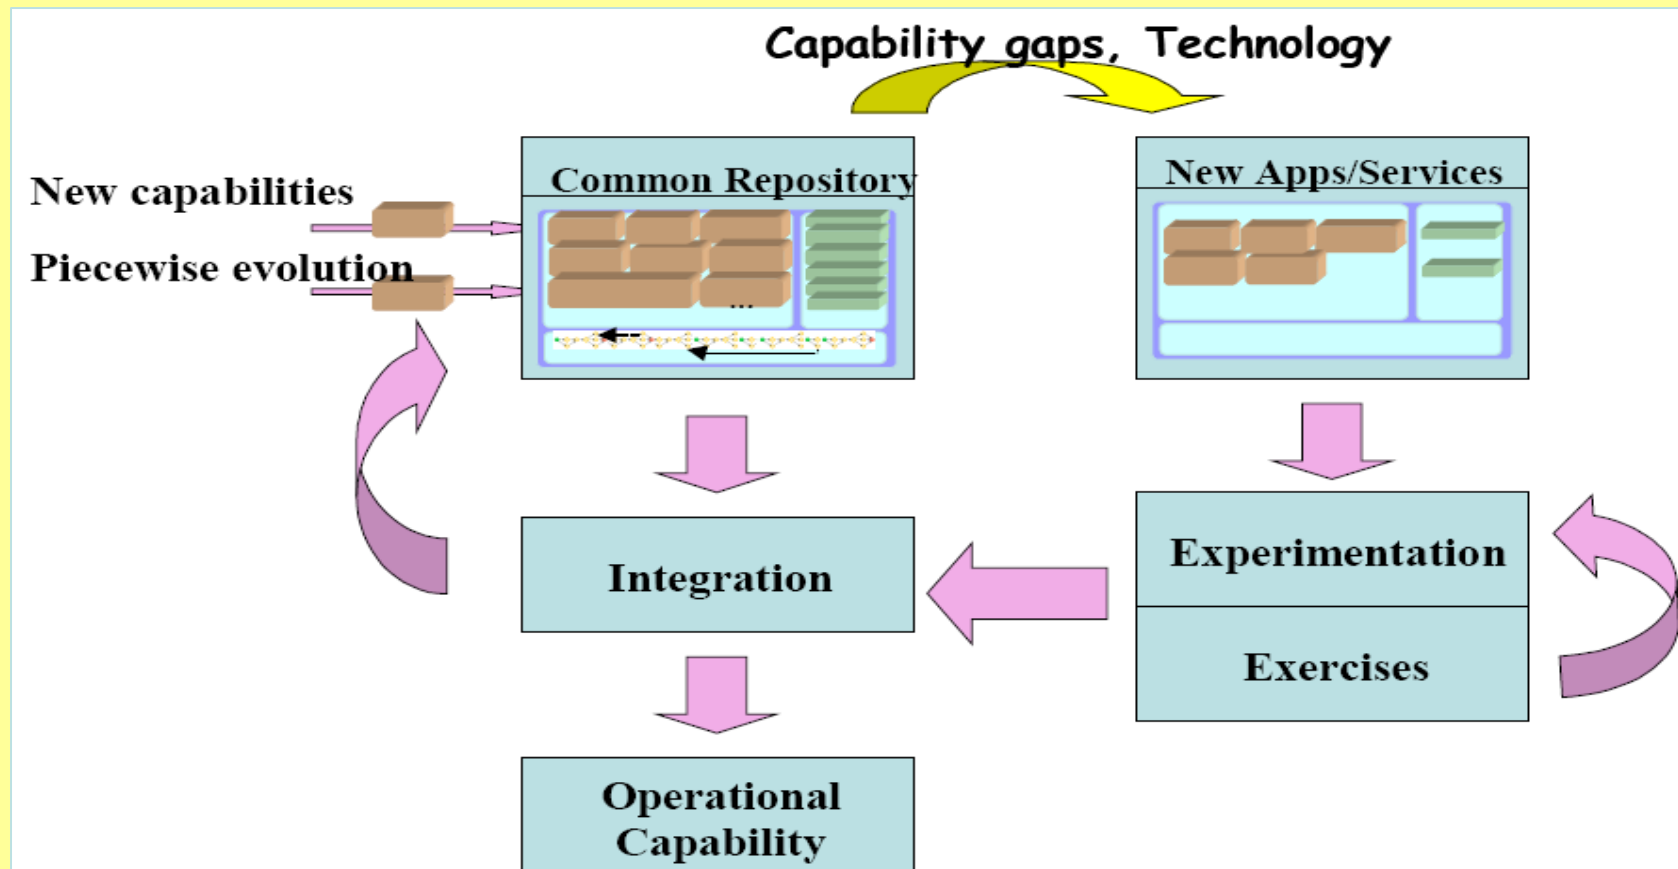 Capability gaps, Technology
New capabilities
Piecewise evolution
Common Repository
...
New Apps/Services
Integration
Experimentation
Exercises
Operational
Capability